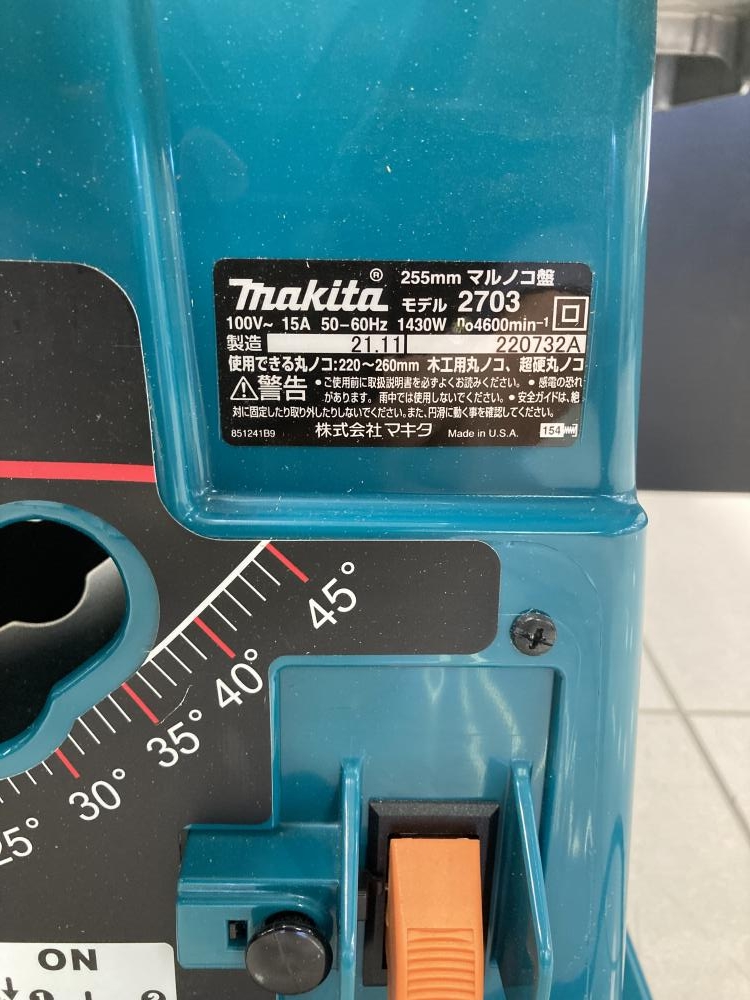 makita® 255mm マルノコ盤
モデル 2703
100V~ 15A 50-60Hz 1430W no4600min-1
製造 21.11 220732A
使用できる丸ノコ:220～260mm 木工用丸ノコ、超硬丸ノコ
警告 •ご使用前に取扱説明書を必ずよくお読みください。 •感電の恐れ
があります。雨中では使用しないでください。•安全ガイドは、絶
対に固定したり取り外したりしないでください。また、円滑に動く事を確認してください。
851241B9 株式会社マキタ Made in U.S.A. 154
45°
40°
35°
30°
25°
ON